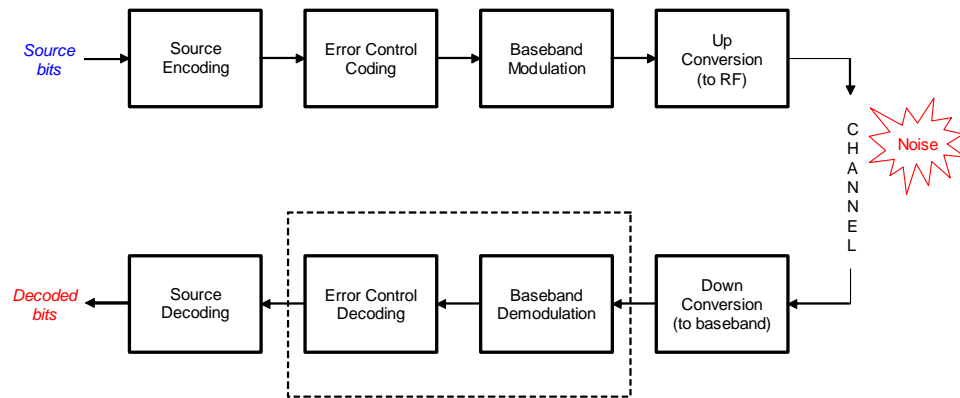 Source
bits
Source
Encoding
Error Control
Coding
Baseband
Modulation
Up
Conversion
(to RF)
CHANNEL
Noise
Decoded
bits
Source
Decoding
Error Control
Decoding
Baseband
Demodulation
Down
Conversion
(to baseband)